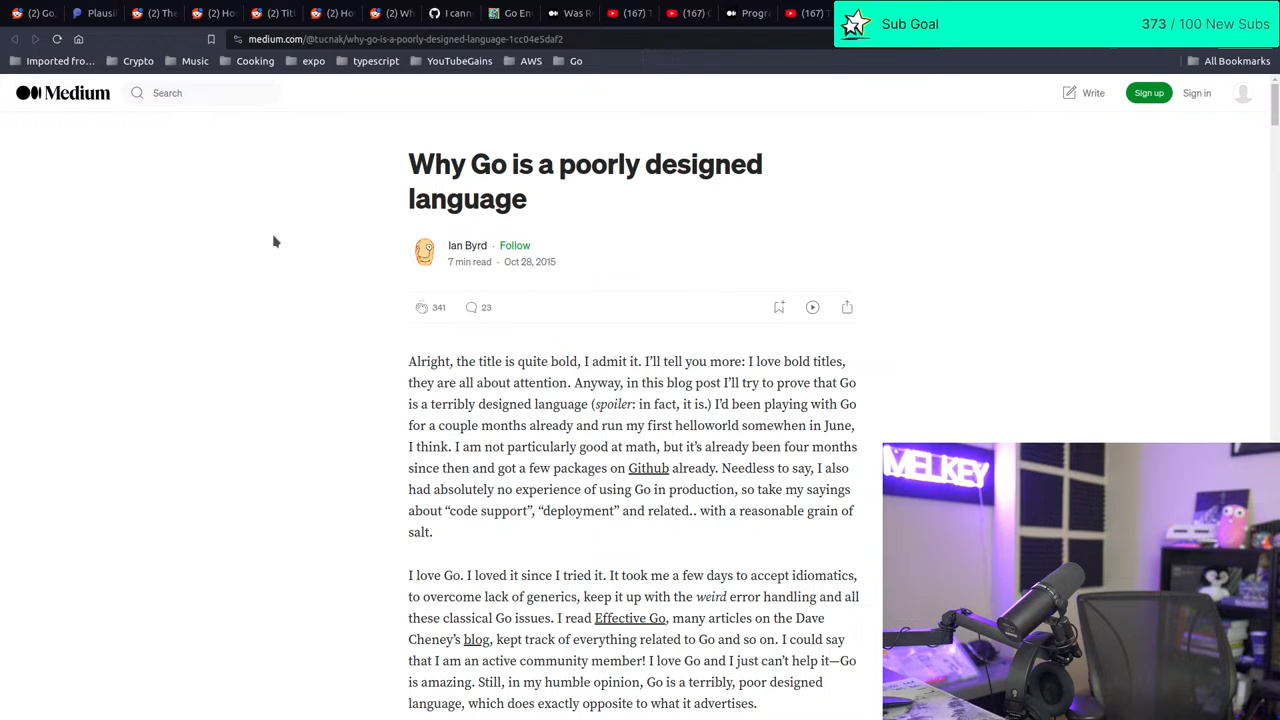 (2) Go
Plausi
(2) The
(2) Ho
(2) Titl
(2) Ho
(2) Wh
I cann
Go En
Was R
(167) T
(167) C
Progr
(167) T
Sub Goal
373 / 100 New Subs
medium.com/@tucnak/why-go-is-a-poorly-designed-language-1cc04e5daf2
Imported fro…
Crypto
Music
Cooking
expo
typescript
YouTubeGains
AWS
Go
All Bookmarks
Medium
Search
Write
Sign up
Sign in
Why Go is a poorly designed
language
Ian Byrd · Follow
7 min read · Oct 28, 2015
341
23
Alright, the title is quite bold, I admit it. I’ll tell you more: I love bold titles,
they are all about attention. Anyway, in this blog post I’ll try to prove that Go
is a terribly designed language (spoiler: in fact, it is.) I’d been playing with Go
for a couple months already and run my first helloworld somewhen in June,
I think. I am not particularly good at math, but it’s already been four months
since then and got a few packages on Github already. Needless to say, I also
had absolutely no experience of using Go in production, so take my sayings
about “code support”, “deployment” and related.. with a reasonable grain of
salt.
I love Go. I loved it since I tried it. It took me a few days to accept idiomatics,
to overcome lack of generics, keep it up with the weird error handling and all
these classical Go issues. I read Effective Go, many articles on the Dave
Cheney’s blog, kept track of everything related to Go and so on. I could say
that I am an active community member! I love Go and I just can’t help it—Go
is amazing. Still, in my humble opinion, Go is a terribly, poor designed
language, which does exactly opposite to what it advertises.
MELKEY